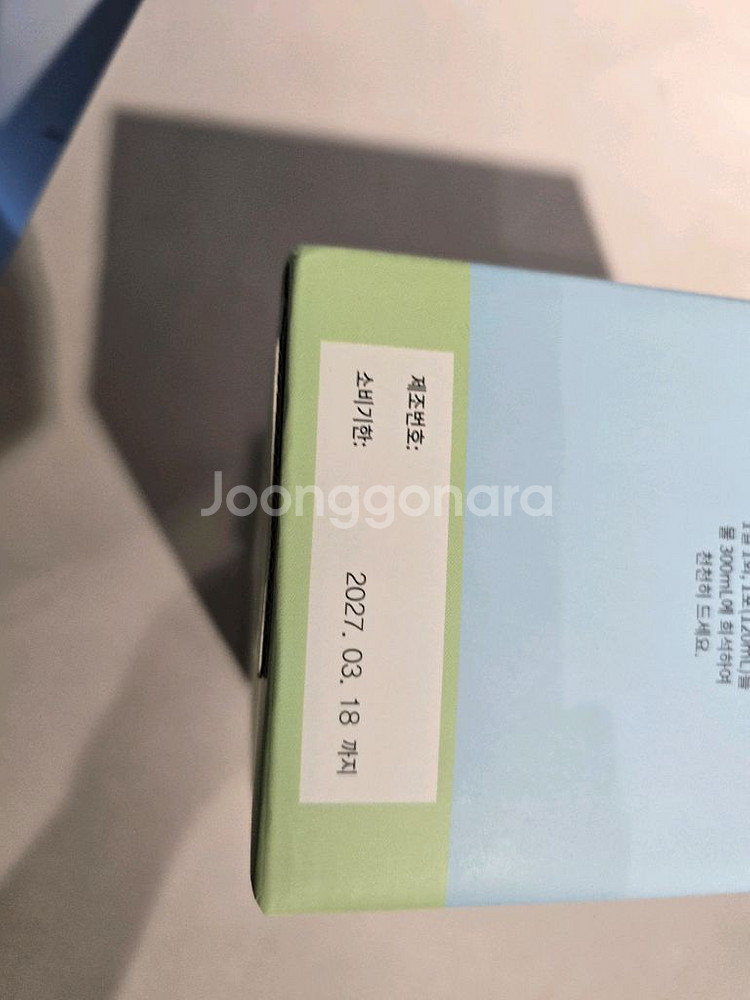 제조번호:
소비기한: 2027. 03. 18 까지
물 300mL에 희석하여
천천히 드세요.
Joonggonara